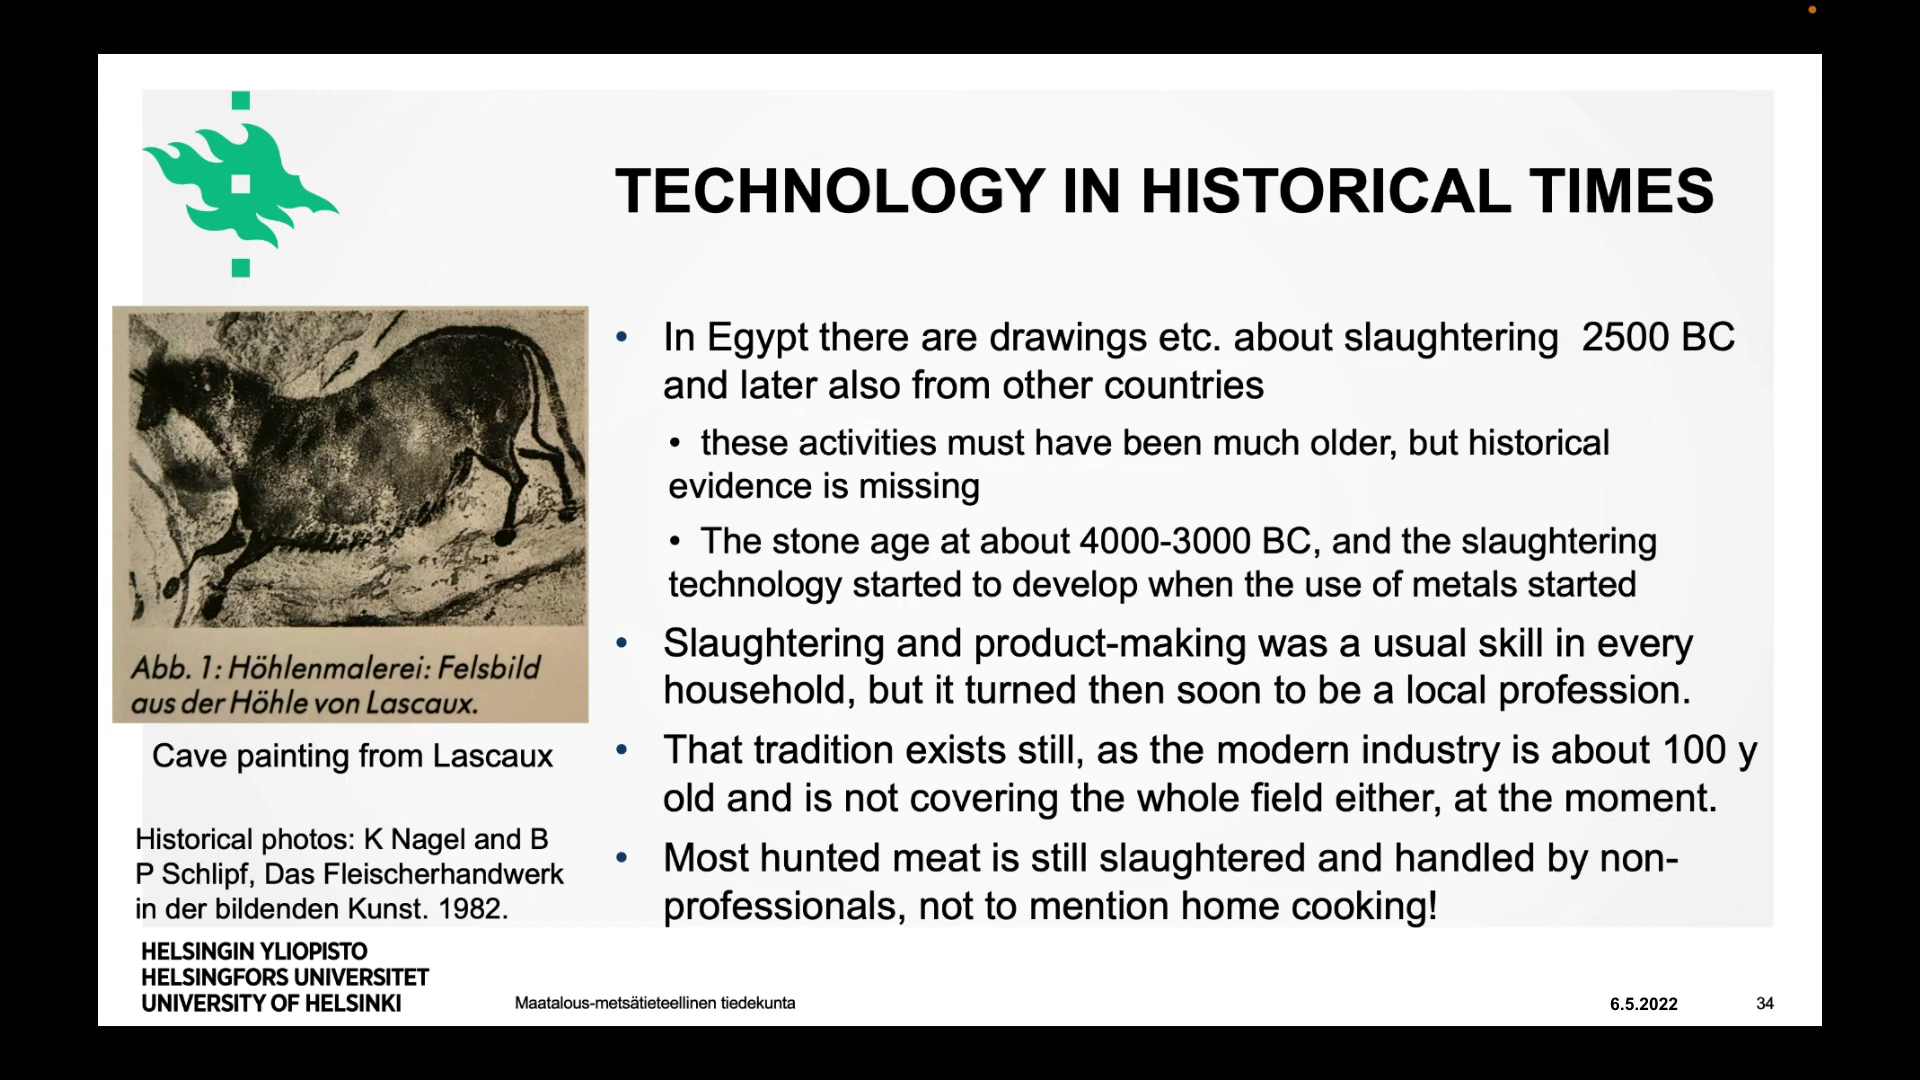 TECHNOLOGY IN HISTORICAL TIMES
Abb. 1: Höhlenmalerei: Felsbild
aus der Höhle von Lascaux.
Cave painting from Lascaux
Historical photos: K Nagel and B
P Schlipf, Das Fleischerhandwerk
in der bildenden Kunst. 1982.
• In Egypt there are drawings etc. about slaughtering 2500 BC
and later also from other countries
• these activities must have been much older, but historical
evidence is missing
• The stone age at about 4000-3000 BC, and the slaughtering
technology started to develop when the use of metals started
• Slaughtering and product-making was a usual skill in every
household, but it turned then soon to be a local profession.
• That tradition exists still, as the modern industry is about 100 y
old and is not covering the whole field either, at the moment.
• Most hunted meat is still slaughtered and handled by non-
professionals, not to mention home cooking!
HELSINGIN YLIOPISTO
HELSINGFORS UNIVERSITET
UNIVERSITY OF HELSINKI
Maatalous-metsätieteellinen tiedekunta
6.5.2022
34